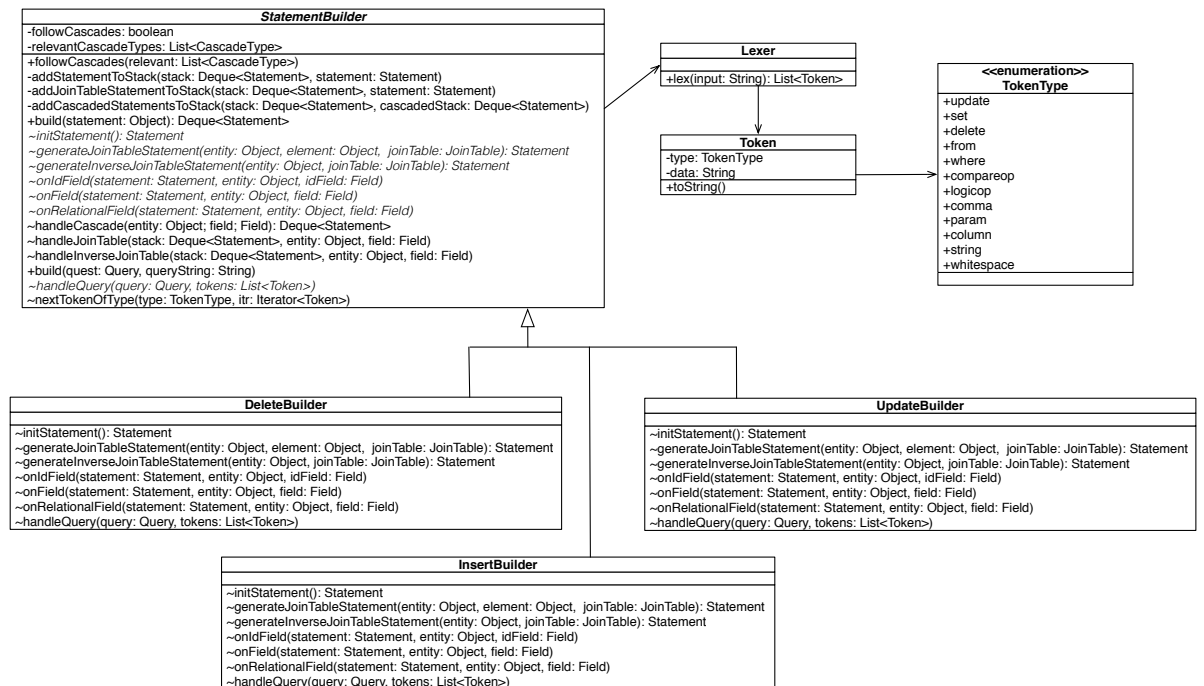 StatementBuilder
-followCascades: boolean
-relevantCascadeTypes: List<CascadeType>
+followCascades(relevant: List<CascadeType>)
-addStatementToStack(stack: Deque<Statement>, statement: Statement)
-addJoinTableStatementToStack(stack: Deque<Statement>, statement: Statement)
-addCascadedStatementsToStack(stack: Deque<Statement>, cascadedStack: Deque<Statement>)
+build(statement: Object): Deque<Statement>
~initStatement(): Statement
~generateJoinTableStatement(entity: Object, element: Object, joinTable: JoinTable): Statement
~generateInverseJoinTableStatement(entity: Object, joinTable: JoinTable): Statement
~onIdField(statement: Statement, entity: Object, idField: Field)
~onField(statement: Statement, entity: Object, field: Field)
~onRelationalField(statement: Statement, entity: Object, field: Field)
~handleCascade(entity: Object; field; Field): Deque<Statement>
~handleJoinTable(stack: Deque<Statement>, entity: Object, field: Field)
~handleInverseJoinTable(stack: Deque<Statement>, entity: Object, field: Field)
+build(quest: Query, queryString: String)
~handleQuery(query: Query, tokens: List<Token>)
~nextTokenOfType(type: TokenType, itr: Iterator<Token>)
Lexer
+lex(input: String): List<Token>
Token
-type: TokenType
-data: String
+toString()
<<enumeration>>
TokenType
+update
+set
+delete
+from
+where
+compareop
+logicop
+comma
+param
+column
+string
+whitespace
DeleteBuilder
~initStatement(): Statement
~generateJoinTableStatement(entity: Object, element: Object, joinTable: JoinTable): Statement
~generateInverseJoinTableStatement(entity: Object, joinTable: JoinTable): Statement
~onIdField(statement: Statement, entity: Object, idField: Field)
~onField(statement: Statement, entity: Object, field: Field)
~onRelationalField(statement: Statement, entity: Object, field: Field)
~handleQuery(query: Query, tokens: List<Token>)
UpdateBuilder
~initStatement(): Statement
~generateJoinTableStatement(entity: Object, element: Object, joinTable: JoinTable): Statement
~generateInverseJoinTableStatement(entity: Object, joinTable: JoinTable): Statement
~onIdField(statement: Statement, entity: Object, idField: Field)
~onField(statement: Statement, entity: Object, field: Field)
~onRelationalField(statement: Statement, entity: Object, field: Field)
~handleQuery(query: Query, tokens: List<Token>)
InsertBuilder
~initStatement(): Statement
~generateJoinTableStatement(entity: Object, element: Object, joinTable: JoinTable): Statement
~generateInverseJoinTableStatement(entity: Object, joinTable: JoinTable): Statement
~onIdField(statement: Statement, entity: Object, idField: Field)
~onField(statement: Statement, entity: Object, field: Field)
~onRelationalField(statement: Statement, entity: Object, field: Field)
~handleQuery(query: Query, tokens: List<Token>)